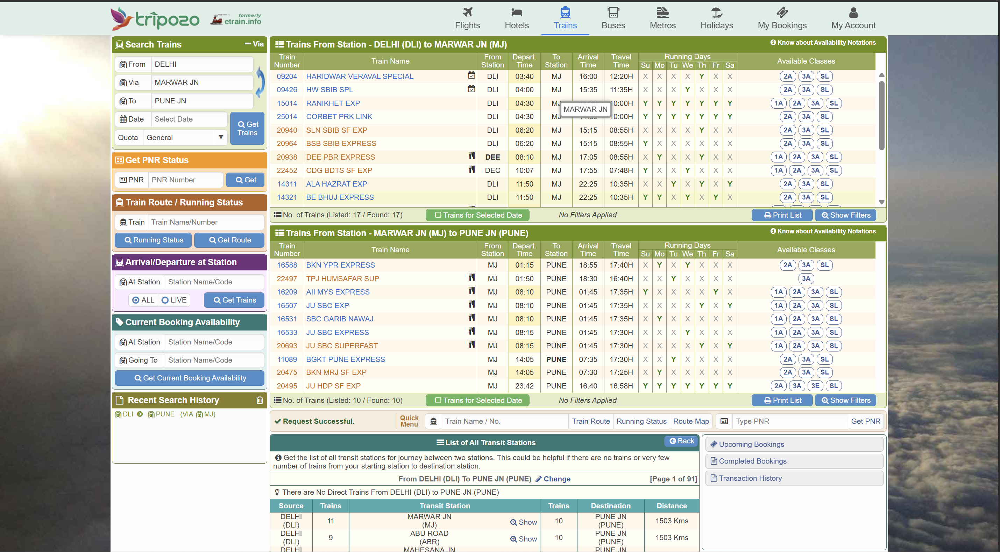 tripozo formerly etrain.info
Flights Hotels Trains Buses Metros Holidays My Bookings My Account
Search Trains Via
From DELHI
Via MARWAR JN
To PUNE JN
Date Select Date
Get Trains
Quota General
Get PNR Status
PNR PNR Number Get
Train Route / Running Status
Train Train Name/Number
Running Status Get Route
Arrival/Departure at Station
At Station Station Name/Code
ALL LIVE Get Trains
Current Booking Availability
At Station Station Name/Code
Going To Station Name/Code
Get Current Booking Availability
Recent Search History
DLI PUNE (VIA MJ)
Trains From Station - DELHI (DLI) to MARWAR JN (MJ) Know about Availability Notations
Train Number Train Name From Station Depart. Time To Station Arrival Time Travel Time Running Days Su Mo Tu We Th Fr Sa Available Classes
09204 HARIDWAR VERAVAL SPECIAL DLI 03:40 MJ 16:00 12:20H X X X X Y X X 2A 3A SL
09426 HW SBIB SPL DLI 04:00 MJ 15:35 11:35H X X X Y X X X 2A 3A SL
15014 RANIKHET EXP DLI 04:30 0:00H Y Y Y Y Y Y Y 1A 2A 3A SL
MARWAR JN
25014 CORBET PRK LINK DLI 04:30 0:00H Y Y Y Y Y Y Y 2A 3A SL
20940 SLN SBIB SF EXP DLI 06:20 MJ 15:15 08:55H X X X X Y X X 2A 3A SL
20964 BSB SBIB EXPRESS DLI 06:20 MJ 15:15 08:55H Y X X X X X X 2A 3A SL
20938 DEE PBR EXPRESS DEE 08:10 MJ 17:05 08:55H X Y X X Y X X 1A 2A 3A SL
22452 CDG BDTS SF EXP DEC 10:07 MJ 17:55 07:48H Y X X Y X X X 1A 2A 3A SL
14311 ALA HAZRAT EXP DLI 11:50 MJ 22:25 10:35H X X Y X Y X Y 2A 3A SL
14321 BE BHUJ EXPRESS DLI 11:50 MJ 22:25 10:35H Y Y X Y X Y X 2A 3A SL
No. of Trains (Listed: 17 / Found: 17) Trains for Selected Date No Filters Applied Print List Show Filters
Trains From Station - MARWAR JN (MJ) to PUNE JN (PUNE) Know about Availability Notations
Train Number Train Name From Station Depart. Time To Station Arrival Time Travel Time Running Days Su Mo Tu We Th Fr Sa Available Classes
16588 BKN YPR EXPRESS MJ 01:15 PUNE 18:55 17:40H X Y X Y X X X 2A 3A SL
22497 TPJ HUMSAFAR SUP MJ 01:50 PUNE 18:30 16:40H X X Y X X X X 3A
16209 AII MYS EXPRESS MJ 08:10 PUNE 01:45 17:35H Y X X X X Y X 1A 2A 3A SL
16507 JU SBC EXP MJ 08:10 PUNE 01:45 17:35H X X X X Y X Y 1A 2A 3A SL
16531 SBC GARIB NAWAJ MJ 08:10 PUNE 01:45 17:35H X Y X X X X X 1A 2A 3A SL
16533 JU SBC EXPRESS MJ 08:15 PUNE 01:45 17:30H X X X Y X X X 1A 2A 3A SL
20693 JU SBC SUPERFAST MJ 08:15 PUNE 01:45 17:30H X X X X Y X Y 1A 2A 3A SL
11089 BGKT PUNE EXPRESS MJ 14:05 PUNE 07:35 17:30H X X Y X X X X 2A 3A SL
20475 BKN MRJ SF EXP MJ 14:05 PUNE 07:30 17:25H X Y X X X X X 2A 3A SL
20495 JU HDP SF EXP MJ 23:42 PUNE 16:40 16:58H Y Y Y Y Y Y Y 2A 3A 3E SL
No. of Trains (Listed: 10 / Found: 10) Trains for Selected Date No Filters Applied Print List Show Filters
Request Successful. Quick Menu Train Name / No. Train Route Running Status Route Map Type PNR Get PNR
List of All Transit Stations Back
Get the list of all transit stations for journey between two stations. This could be helpful if there are no trains or very few
number of trains from your starting station to destination station.
From DELHI (DLI) To PUNE JN (PUNE) Change [Page 1 of 91]
There are No Direct Trains From DELHI (DLI) to PUNE JN (PUNE)
Source Trains Transit Station Trains Destination Distance
DELHI (DLI) 11 MARWAR JN (MJ) Show 10 PUNE JN (PUNE) 1503 Kms
DELHI (DLI) 9 ABU ROAD (ABR) Show 10 PUNE JN (PUNE) 1503 Kms
DELHI MAHESANA JN PUNE JN
Upcoming Bookings
Completed Bookings
Transaction History